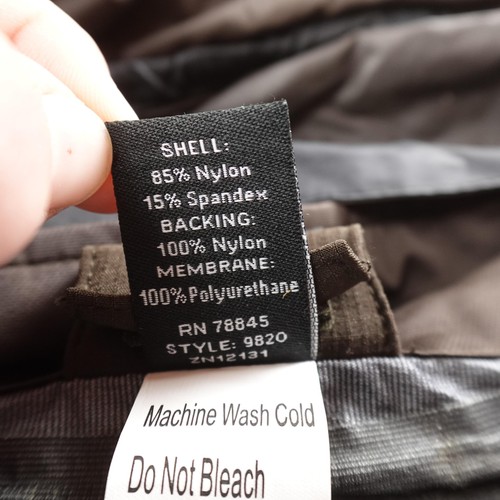 SHELL:
85% Nylon
15% Spandex
BACKING:
100% Nylon
MEMBRANE:
100% Polyurethane
RN 78845
STYLE: 9820
ZN12131
Machine Wash Cold
Do Not Bleach